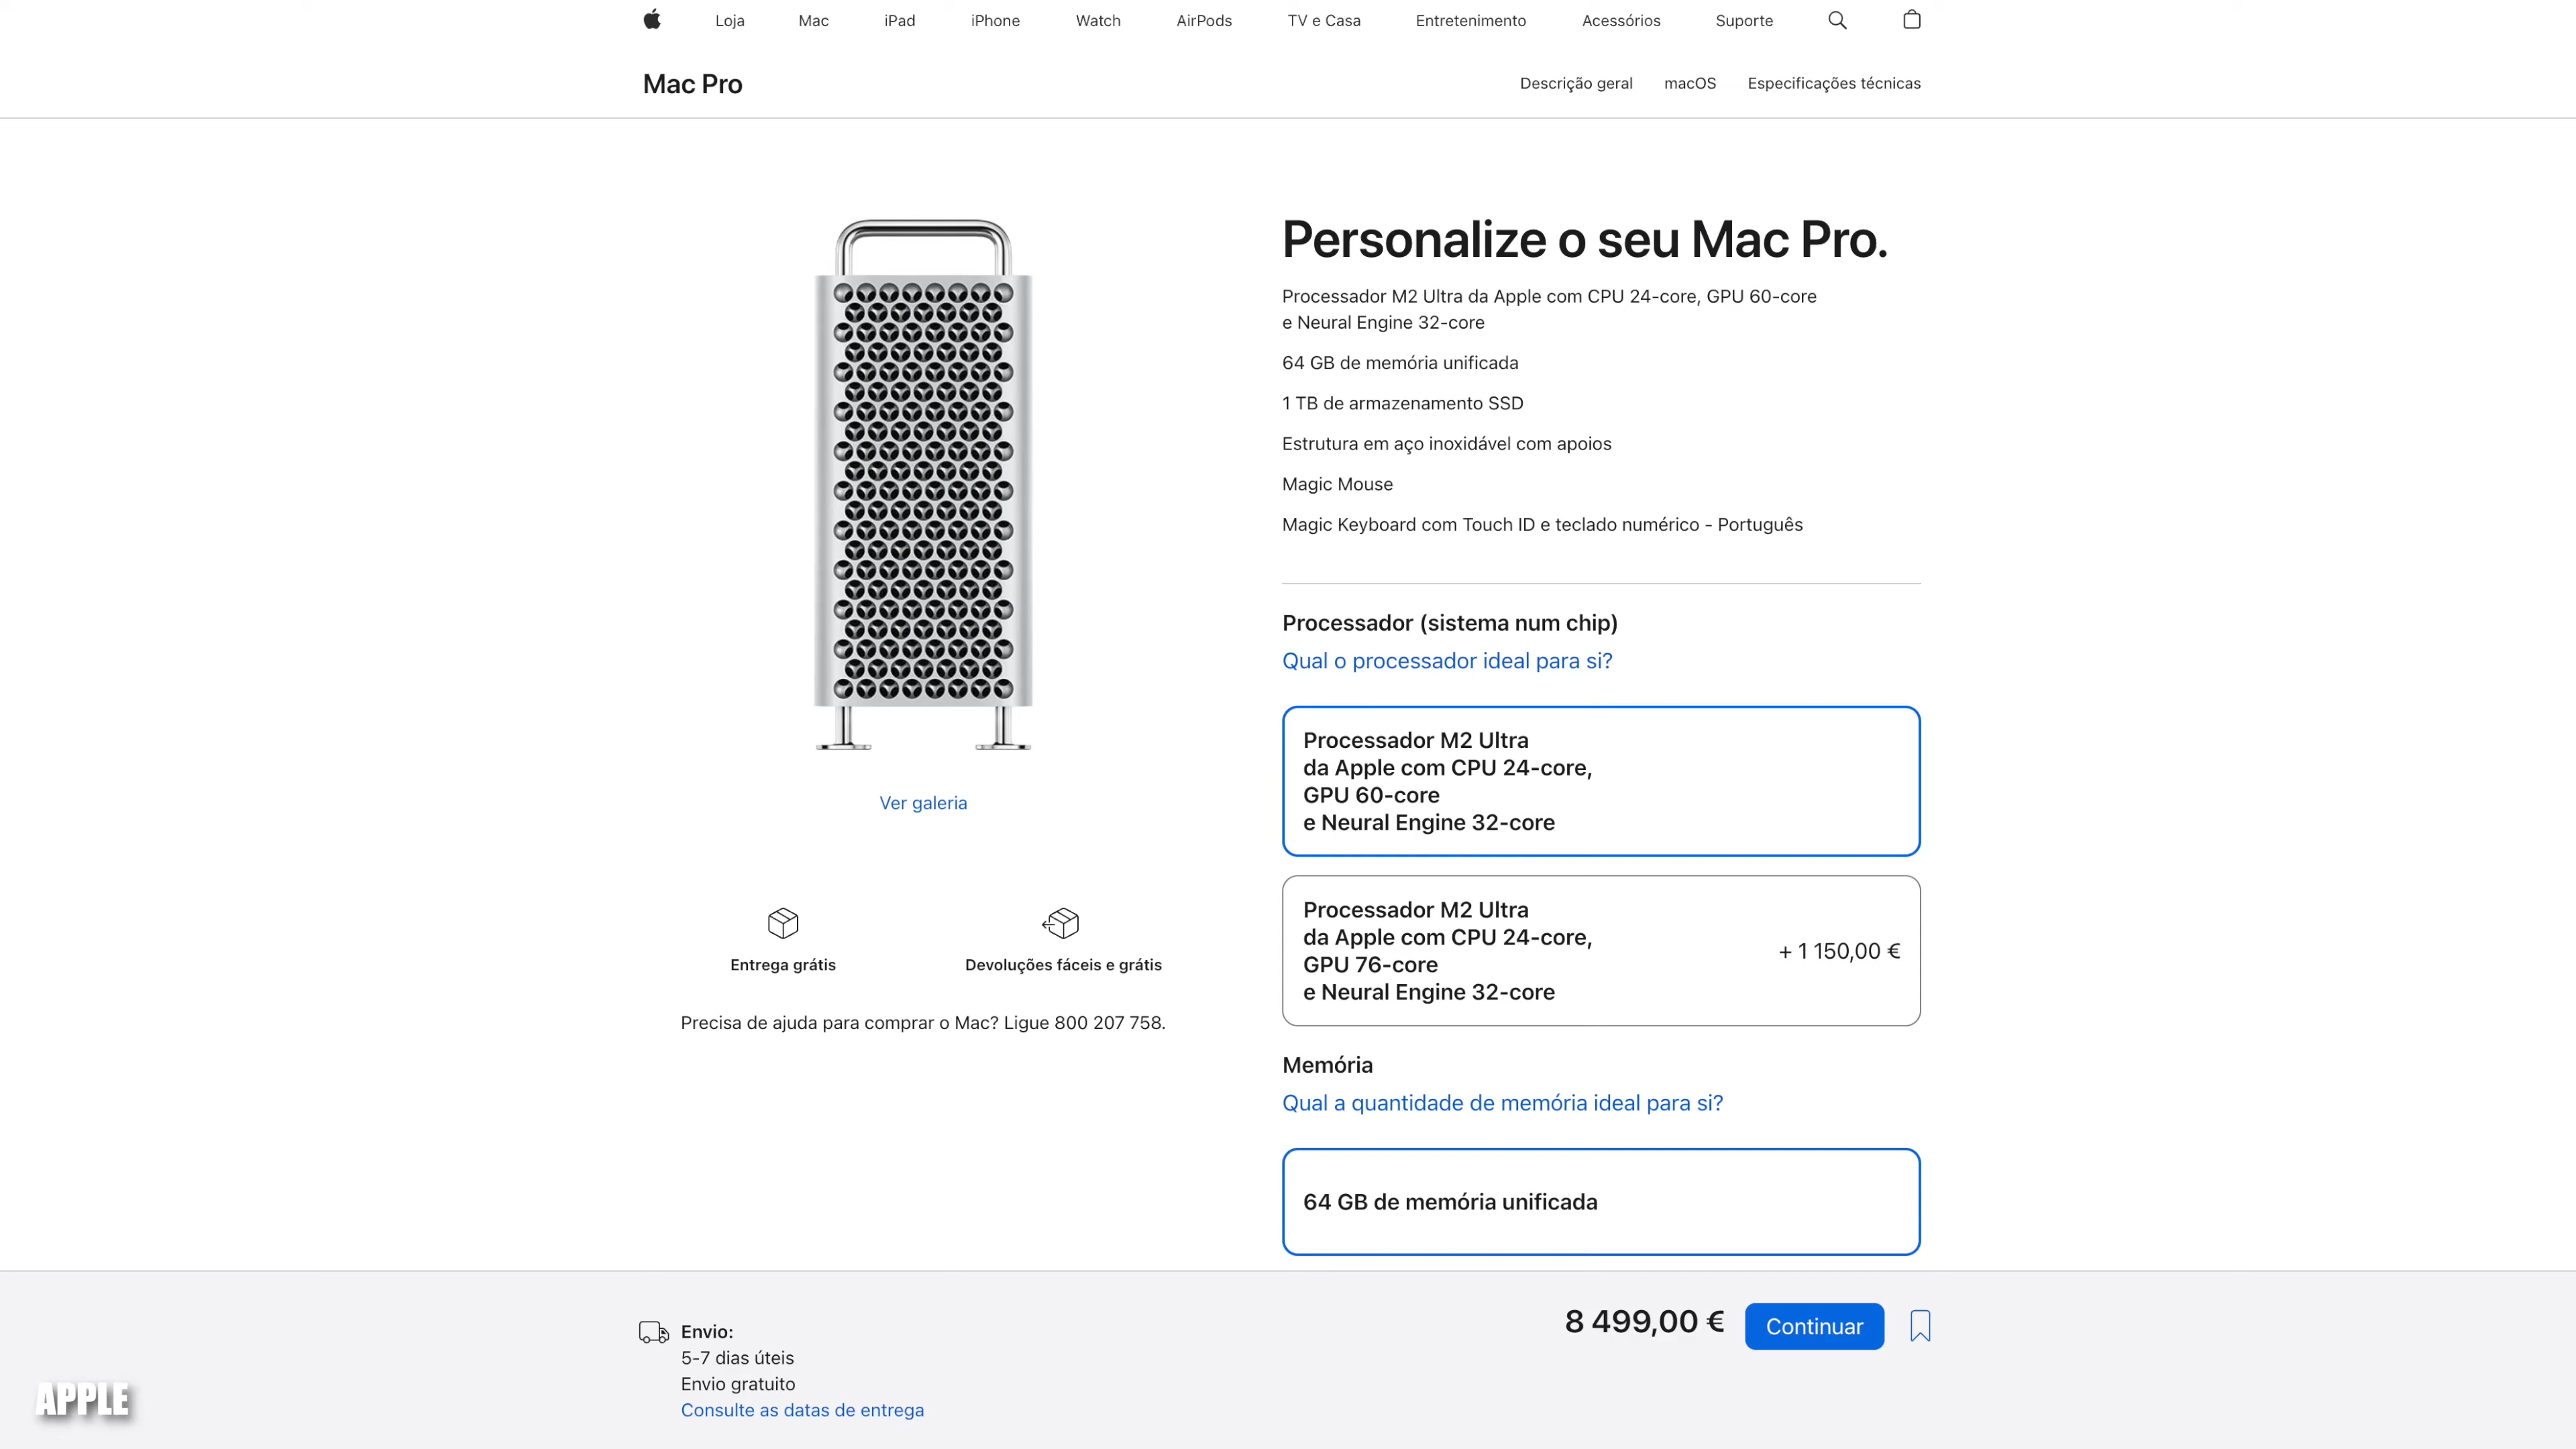 Loja Mac iPad iPhone Watch AirPods TV e Casa Entretenimento Acessórios Suporte
Mac Pro
Descrição geral macOS Especificações técnicas
Personalize o seu Mac Pro.
Processador M2 Ultra da Apple com CPU 24-core, GPU 60-core
e Neural Engine 32-core
64 GB de memória unificada
1 TB de armazenamento SSD
Estrutura em aço inoxidável com apoios
Magic Mouse
Magic Keyboard com Touch ID e teclado numérico - Português
Ver galeria
Entrega grátis
Devoluções fáceis e grátis
Precisa de ajuda para comprar o Mac? Ligue 800 207 758.
Processador (sistema num chip)
Qual o processador ideal para si?
Processador M2 Ultra
da Apple com CPU 24-core,
GPU 60-core
e Neural Engine 32-core
Processador M2 Ultra
da Apple com CPU 24-core,
GPU 76-core
e Neural Engine 32-core
+ 1 150,00 €
Memória
Qual a quantidade de memória ideal para si?
64 GB de memória unificada
Envio:
5-7 dias úteis
Envio gratuito
Consulte as datas de entrega
8 499,00 €
Continuar
APPLE